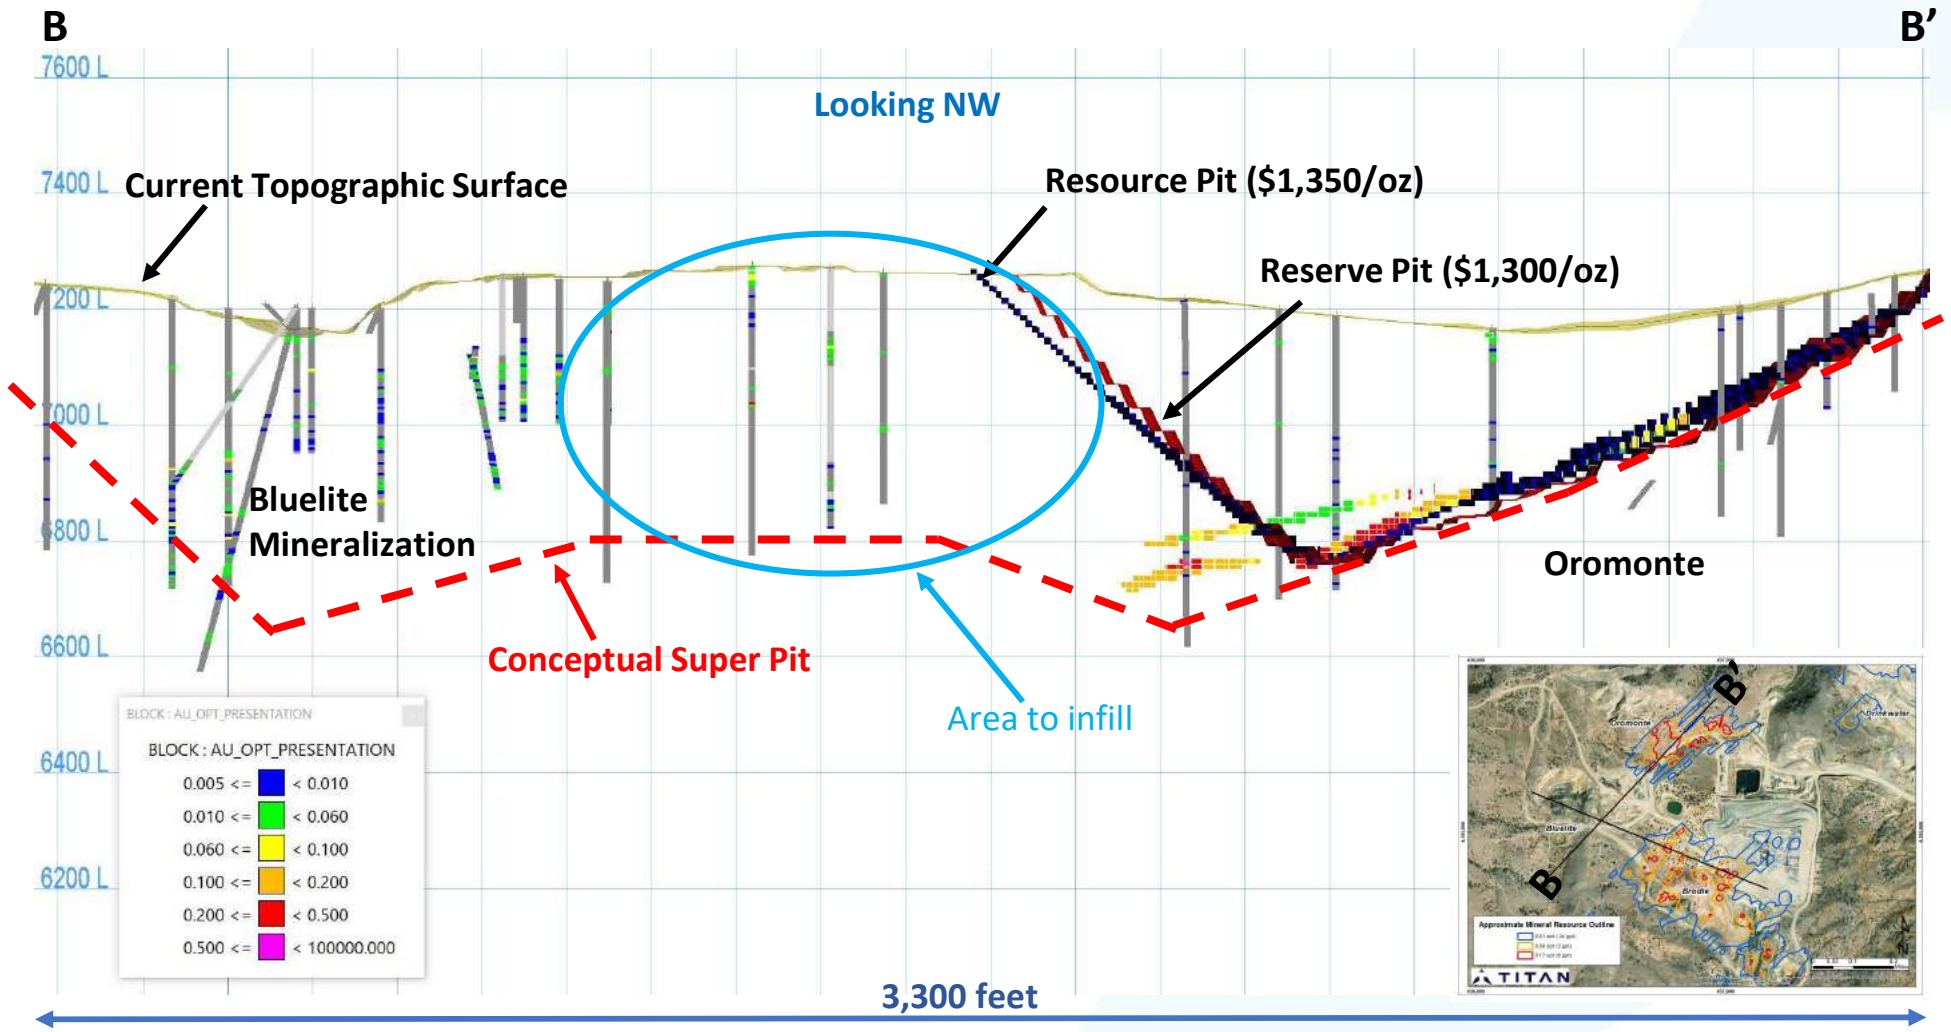 B
B’
7600 L
Looking NW
7400 L
Current Topographic Surface
Resource Pit ($1,350/oz)
Reserve Pit ($1,300/oz)
7200 L
7000 L
Bluelite
Mineralization
6800 L
Oromonte
6600 L
Conceptual Super Pit
Area to infill
BLOCK : AU_OPT_PRESENTATION
BLOCK : AU_OPT_PRESENTATION
0.005 <= < 0.010
0.010 <= < 0.060
0.060 <= < 0.100
0.100 <= < 0.200
0.200 <= < 0.500
0.500 <= < 100000.000
6400 L
6200 L
B’
Oromonte
Drinkwater
Bluelite
B
Brodie
Approximate Mineral Resource Outline
TITAN
3,300 feet